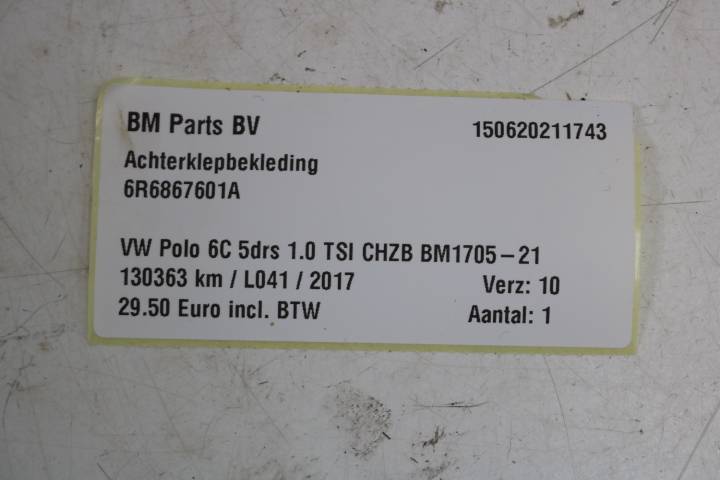 BM Parts BV 150620211743
Achterklepbekleding
6R6867601A
VW Polo 6C 5drs 1.0 TSI CHZB BM1705-21
130363 km / L041 / 2017 Verz: 10
29.50 Euro incl. BTW Aantal: 1